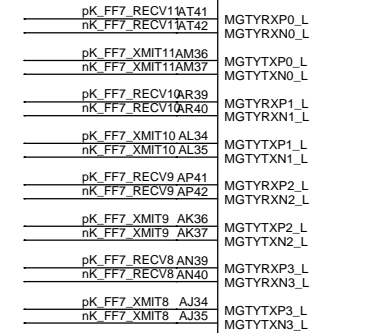 pK_FF7_RECV11 AT41 MGTYRXP0_L
nK_FF7_RECV11 AT42 MGTYRXN0_L
pK_FF7_XMIT11 AM36 MGTYTXP0_L
nK_FF7_XMIT11 AM37 MGTYTXN0_L
pK_FF7_RECV10 AR39 MGTYRXP1_L
nK_FF7_RECV10 AR40 MGTYRXN1_L
pK_FF7_XMIT10 AL34 MGTYTXP1_L
nK_FF7_XMIT10 AL35 MGTYTXN1_L
pK_FF7_RECV9 AP41 MGTYRXP2_L
nK_FF7_RECV9 AP42 MGTYRXN2_L
pK_FF7_XMIT9 AK36 MGTYTXP2_L
nK_FF7_XMIT9 AK37 MGTYTXN2_L
pK_FF7_RECV8 AN39 MGTYRXP3_L
nK_FF7_RECV8 AN40 MGTYRXN3_L
pK_FF7_XMIT8 AJ34 MGTYTXP3_L
nK_FF7_XMIT8 AJ35 MGTYTXN3_L